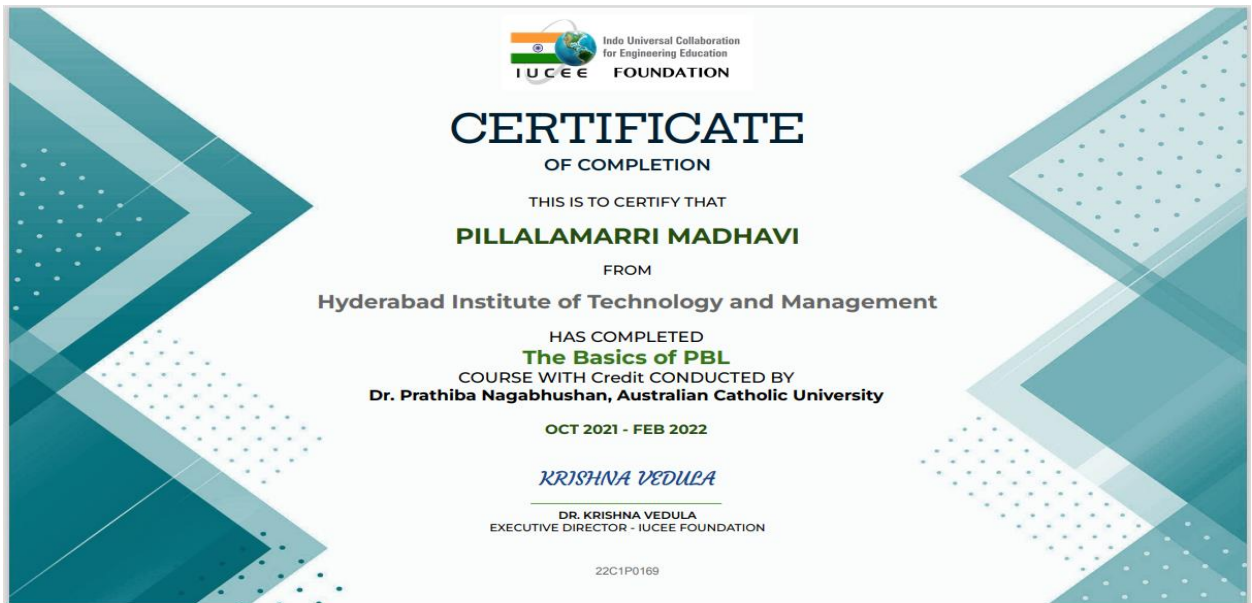 Indo Universal Collaboration
for Engineering Education
IUCEE FOUNDATION
CERTIFICATE
OF COMPLETION
THIS IS TO CERTIFY THAT
PILLALAMARRI MADHAVI
FROM
Hyderabad Institute of Technology and Management
HAS COMPLETED
The Basics of PBL
COURSE WITH Credit CONDUCTED BY
Dr. Prathiba Nagabhushan, Australian Catholic University
OCT 2021 - FEB 2022
KRISHNA VEDULA
DR. KRISHNA VEDULA
EXECUTIVE DIRECTOR - IUCEE FOUNDATION
22C1P0169